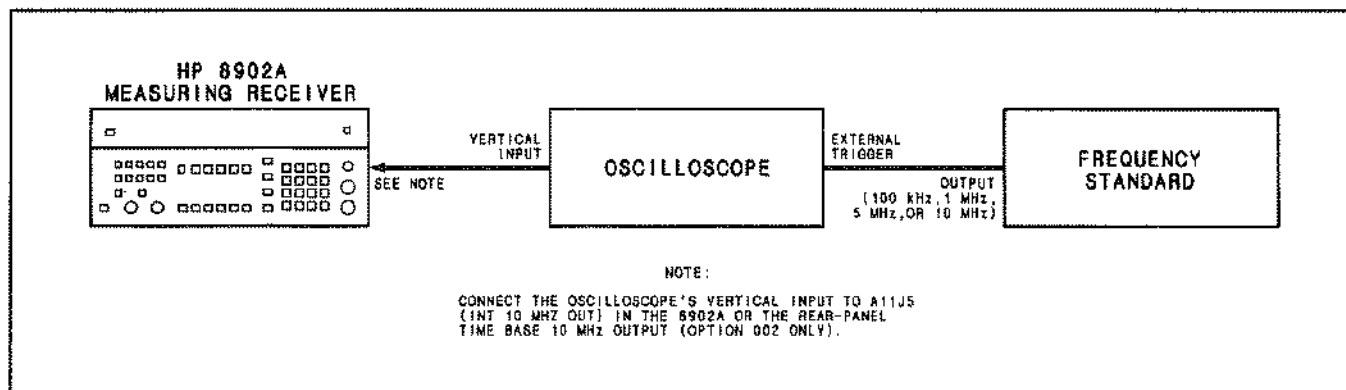 HP 8902A
MEASURING RECEIVER
VERTICAL
INPUT
SEE NOTE
OSCILLOSCOPE
EXTERNAL
TRIGGER
OUTPUT
(100 kHz,1 MHz,
5 MHz,OR 10 MHz)
FREQUENCY
STANDARD
NOTE:
CONNECT THE OSCILLOSCOPE'S VERTICAL INPUT TO A11J5
(INT 10 MHZ OUT) IN THE 8902A OR THE REAR-PANEL
TIME BASE 10 MHz OUTPUT (OPTION 002 ONLY).